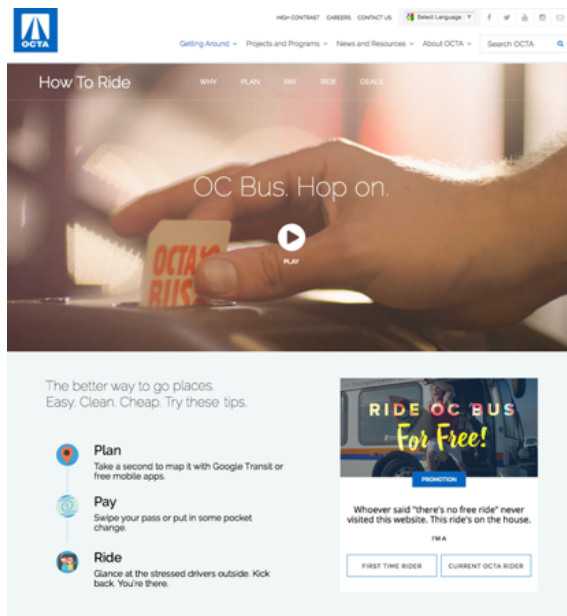 HIGH CONTRAST CAREERS CONTACT US Select Language ▼
OCTA
Getting Around Projects and Programs News and Resources About OCTA Search OCTA
How To Ride WHY PLAN PAY RIDE DEALS
OC Bus. Hop on.
PLAY
OCTA
BUS
The better way to go places.
Easy. Clean. Cheap. Try these tips.
Plan
Take a second to map it with Google Transit or
free mobile apps.
Pay
Swipe your pass or put in some pocket
change.
Ride
Glance at the stressed drivers outside. Kick
back. You're there.
RIDE OC BUS
For Free!
PROMOTION
Whoever said "there's no free ride" never
visited this website. This ride's on the house.
I'M A
FIRST TIME RIDER CURRENT OCTA RIDER